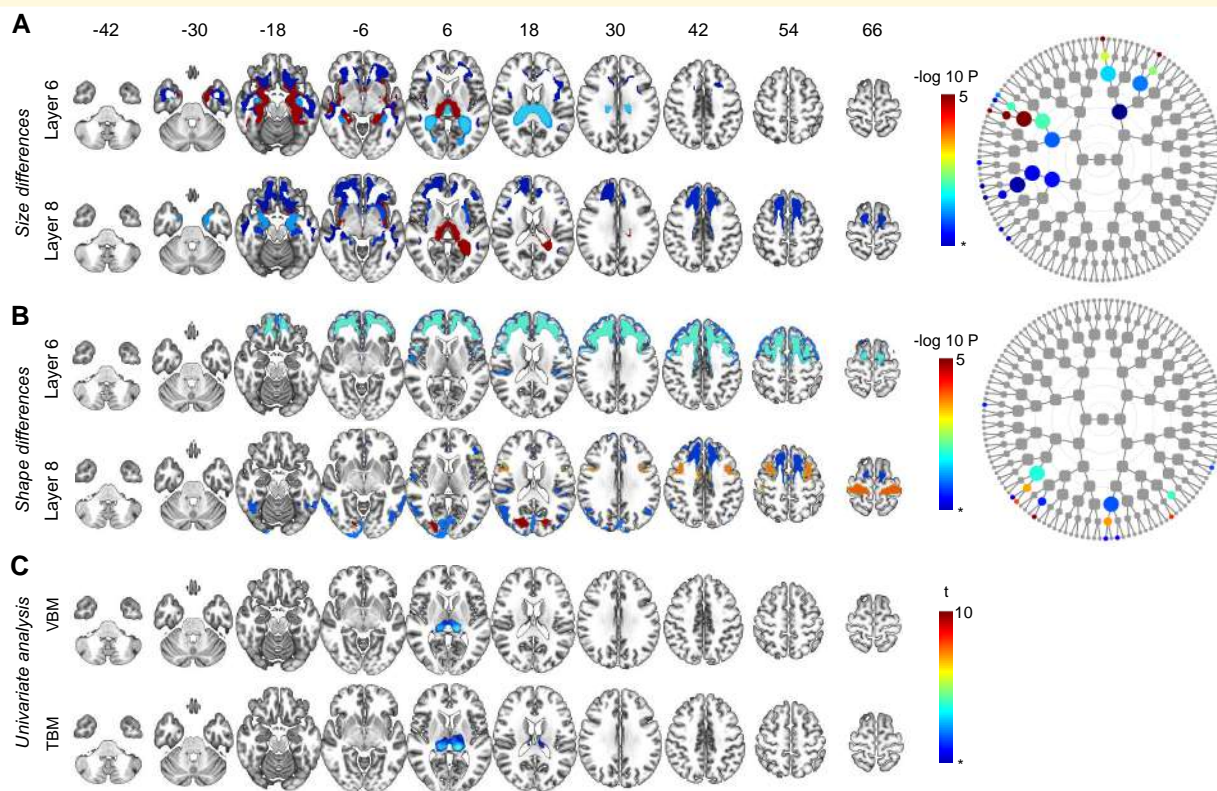 A
-42 -30 -18 -6 6 18 30 42 54 66
Size differences
Layer 6
Layer 8
-log 10 P
5
*
B
Shape differences
Layer 6
Layer 8
-log 10 P
5
*
C
Univariate analysis
VBM
TBM
t
10
*